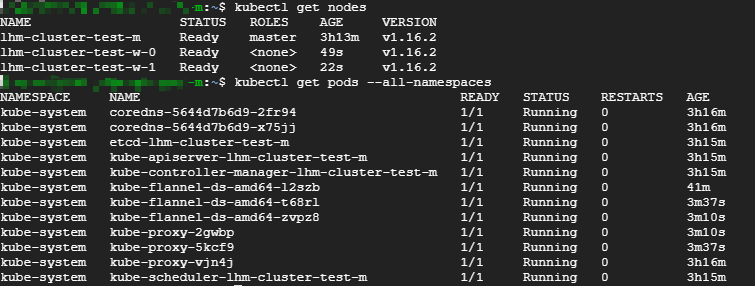 -m:~$ kubectl get nodes
NAME STATUS ROLES AGE VERSION
lhm-cluster-test-m Ready master 3h13m v1.16.2
lhm-cluster-test-w-0 Ready <none> 49s v1.16.2
lhm-cluster-test-w-1 Ready <none> 22s v1.16.2
-m:~$ kubectl get pods --all-namespaces
NAMESPACE NAME READY STATUS RESTARTS AGE
kube-system coredns-5644d7b6d9-2fr94 1/1 Running 0 3h16m
kube-system coredns-5644d7b6d9-x75jj 1/1 Running 0 3h16m
kube-system etcd-lhm-cluster-test-m 1/1 Running 0 3h15m
kube-system kube-apiserver-lhm-cluster-test-m 1/1 Running 0 3h15m
kube-system kube-controller-manager-lhm-cluster-test-m 1/1 Running 0 3h15m
kube-system kube-flannel-ds-amd64-l2szb 1/1 Running 0 41m
kube-system kube-flannel-ds-amd64-t68rl 1/1 Running 0 3m37s
kube-system kube-flannel-ds-amd64-zvpz8 1/1 Running 0 3m10s
kube-system kube-proxy-2gwbp 1/1 Running 0 3m10s
kube-system kube-proxy-5kcf9 1/1 Running 0 3m37s
kube-system kube-proxy-vjn4j 1/1 Running 0 3h16m
kube-system kube-scheduler-lhm-cluster-test-m 1/1 Running 0 3h15m